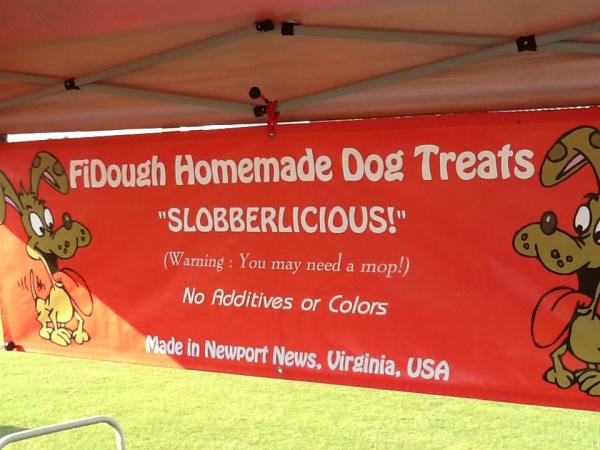 FiDough Homemade Dog Treats
"SLOBBERLICIOUS!"
(Warning : You may need a mop!)
No Additives or Colors
Made in Newport News, Virginia, USA